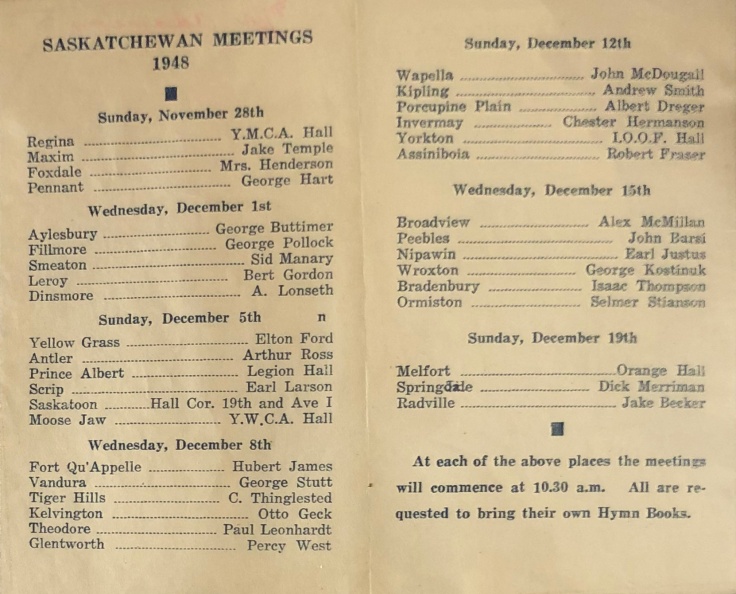 SASKATCHEWAN MEETINGS
1948
Sunday, November 28th
Regina ........ Y.M.C.A. Hall
Maxim ........ Jake Temple
Foxdale ........ Mrs. Henderson
Pennant ........ George Hart
Wednesday, December 1st
Aylesbury ........ George Buttimer
Fillmore ........ George Pollock
Smeaton ........ Sid Manary
Leroy ........ Bert Gordon
Dinsmore ........ A. Lonseth
Sunday, December 5th n
Yellow Grass ........ Elton Ford
Antler ........ Arthur Ross
Prince Albert ........ Legion Hall
Scrip ........ Earl Larson
Saskatoon ........ Hall Cor. 19th and Ave I
Moose Jaw ........ Y.W.C.A. Hall
Wednesday, December 8th
Fort Qu'Appelle ........ Hubert James
Vandura ........ George Stutt
Tiger Hills ........ C. Thinglested
Kelvington ........ Otto Geck
Theodore ........ Paul Leonhardt
Glentworth ........ Percy West
Sunday, December 12th
Wapella ........ John McDougall
Kipling ........ Andrew Smith
Porcupine Plain ........ Albert Dreger
Invermay ........ Chester Hermanson
Yorkton ........ I.O.O.F. Hall
Assiniboia ........ Robert Fraser
Wednesday, December 15th
Broadview ........ Alex McMillan
Peebles ........ John Barsi
Nipawin ........ Earl Justus
Wroxton ........ George Kostinuk
Bradenbury ........ Isaac Thompson
Ormiston ........ Selmer Stianson
Sunday, December 19th
Melfort ........ Orange Hall
Springdale ........ Dick Merriman
Radville ........ Jake Becker
At each of the above places the meetings
will commence at 10.30 a.m. All are re-
quested to bring their own Hymn Books.